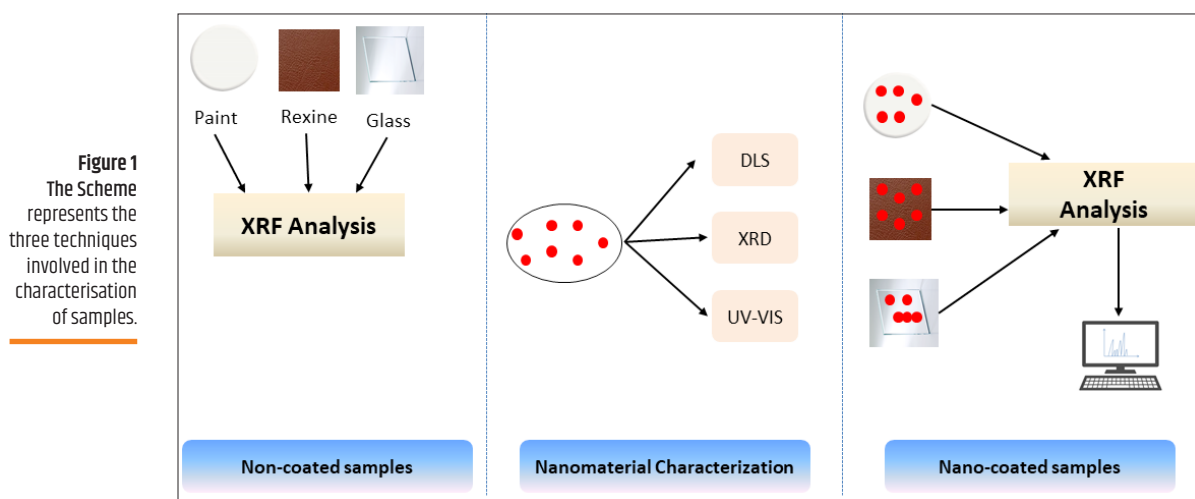 Figure 1
The Scheme
represents the
three techniques
involved in the
characterisation
of samples.
Paint
Rexine
Glass
XRF Analysis
Non-coated samples
DLS
XRD
UV-VIS
Nanomaterial Characterization
XRF
Analysis
Nano-coated samples